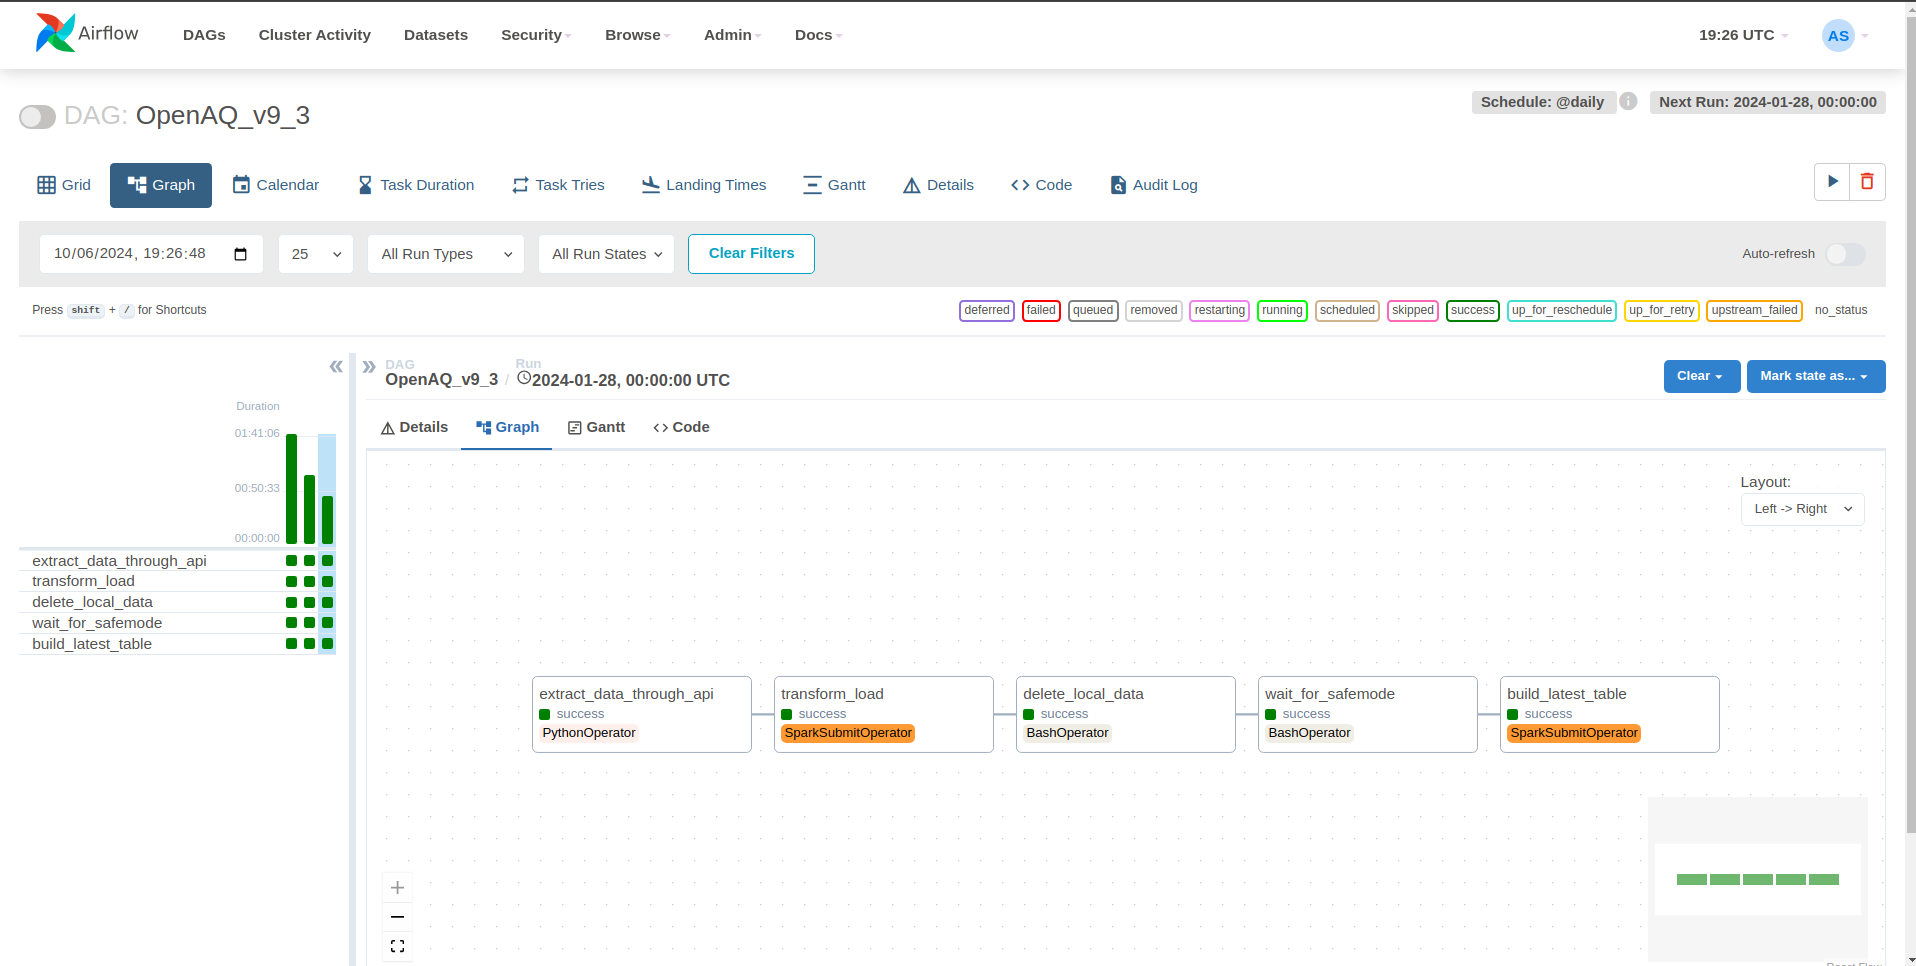 Airflow DAGs Cluster Activity Datasets Security Browse Admin Docs 19:26 UTC AS
DAG: OpenAQ_v9_3 Schedule: @daily i Next Run: 2024-01-28, 00:00:00
Grid Graph Calendar Task Duration Task Tries Landing Times Gantt Details Code Audit Log
10/06/2024, 19:26:48 25 All Run Types All Run States Clear Filters Auto-refresh
Press shift + / for Shortcuts deferred failed queued removed restarting running scheduled skipped success up_for_reschedule up_for_retry upstream_failed no_status
« » DAG Run
OpenAQ_v9_3 / 2024-01-28, 00:00:00 UTC Clear Mark state as...
Duration
01:41:06
00:50:33
00:00:00
extract_data_through_api
transform_load
delete_local_data
wait_for_safemode
build_latest_table
Details Graph Gantt Code
Layout:
Left -> Right
extract_data_through_api
success
PythonOperator
transform_load
success
SparkSubmitOperator
delete_local_data
success
BashOperator
wait_for_safemode
success
BashOperator
build_latest_table
success
SparkSubmitOperator